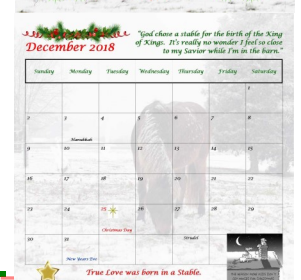 "God chose a stable for the birth of the King
of Kings. It's really no wonder I feel so close
to my Savior while I'm in the barn."
December 2018
Sunday Monday Tuesday Wednesday Thursday Friday Saturday
1
2 3 4 5 6 7 8
Hanukkah
9 10 11 12 13 14 15
16 17 18 19 20 21 22
23 24 25 26 27 28 29
Christmas Day
30 31
New Years Eve
True Love was born in a Stable.